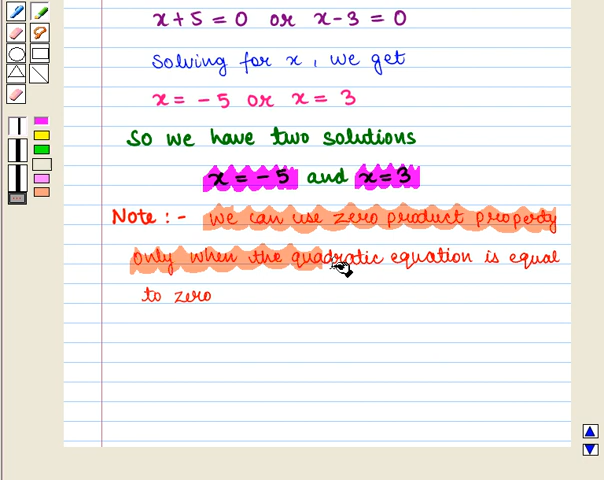 x + 5 = 0 or x - 3 = 0
Solving for x, we get
x = - 5 or x = 3
So we have two solutions
x = - 5 and x = 3
Note : - We can use zero product property
Only when the quadratic equation is equal
to zero